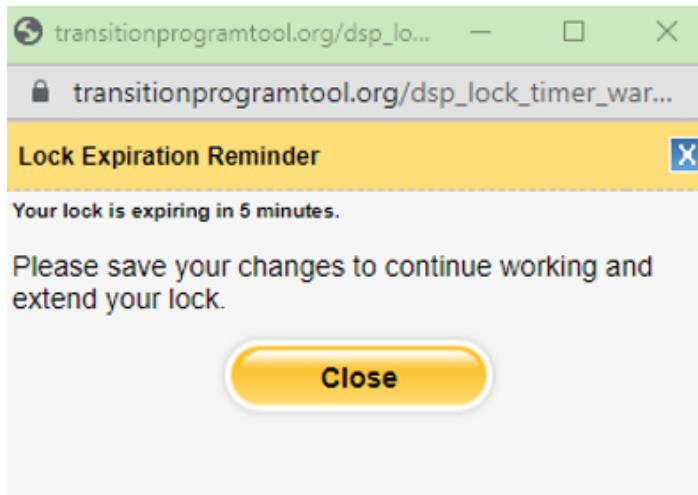 transitionprogramtool.org/dsp_lo...
transitionprogramtool.org/dsp_lock_timer_war...
Lock Expiration Reminder
X
Your lock is expiring in 5 minutes.
Please save your changes to continue working and
extend your lock.
Close